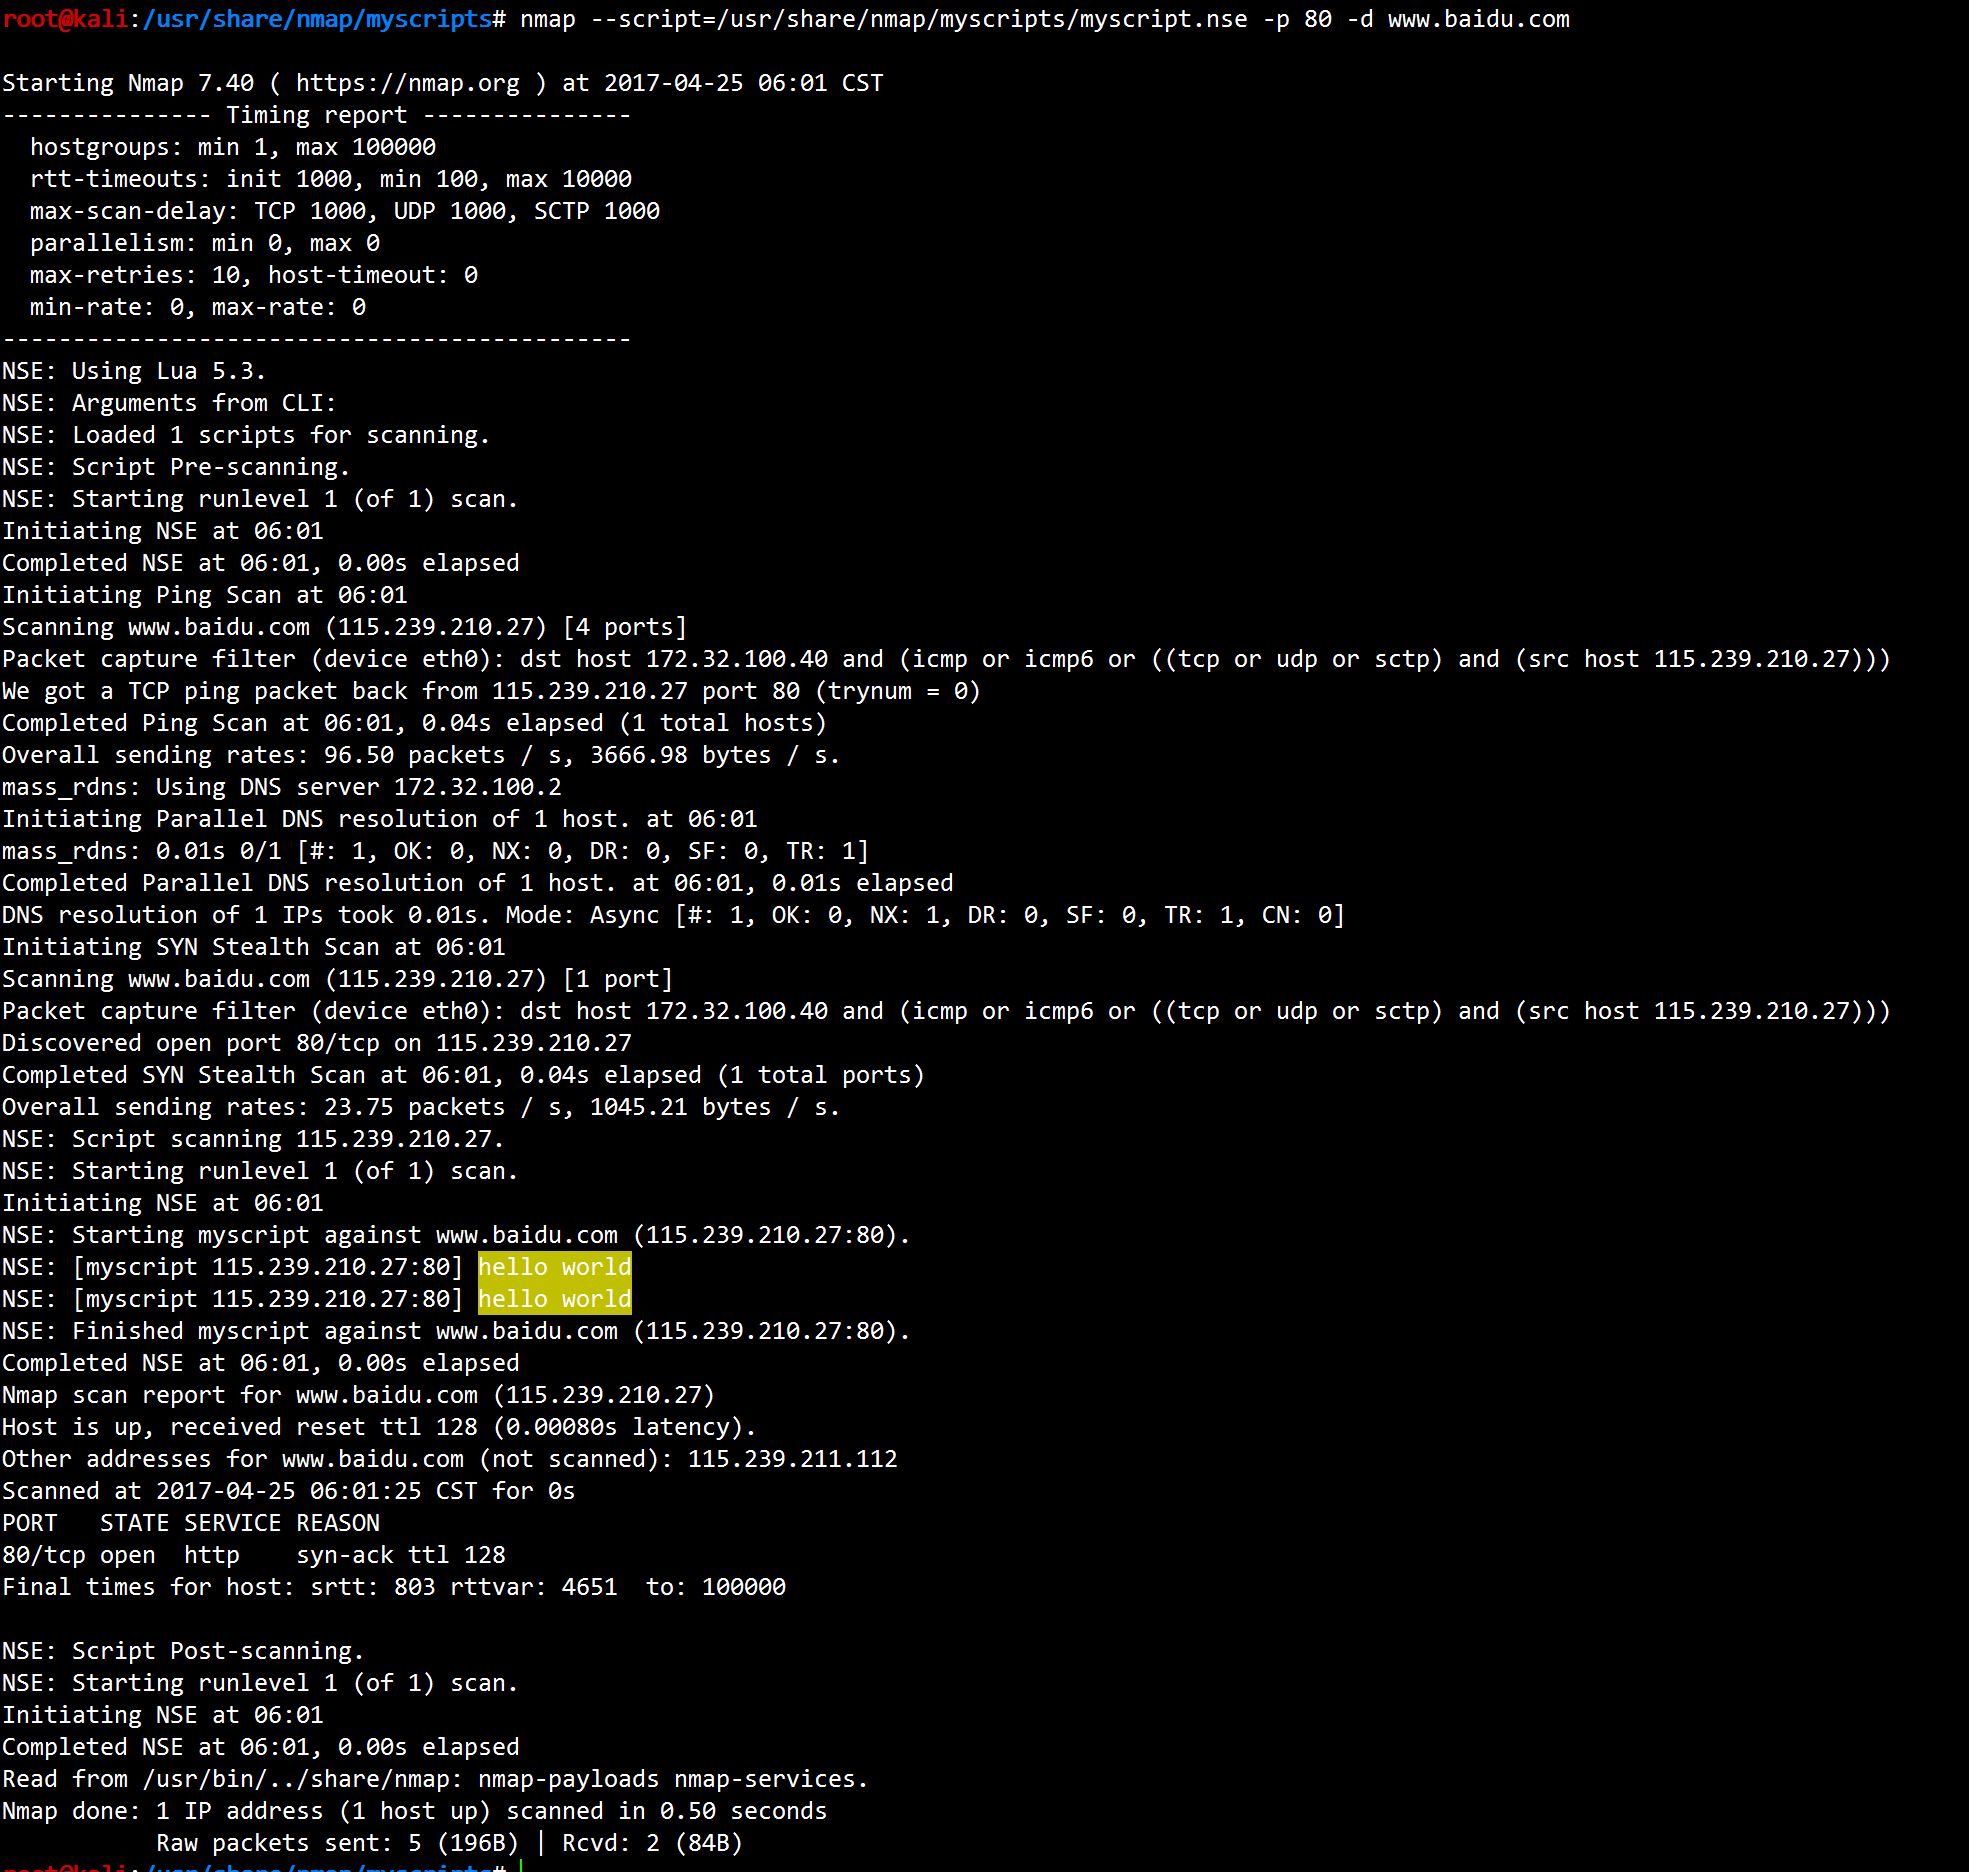 root@kali:/usr/share/nmap/myscripts# nmap --script=/usr/share/nmap/myscripts/myscript.nse -p 80 -d www.baidu.com
Starting Nmap 7.40 ( https://nmap.org ) at 2017-04-25 06:01 CST
--------------- Timing report ---------------
  hostgroups: min 1, max 100000
  rtt-timeouts: init 1000, min 100, max 10000
  max-scan-delay: TCP 1000, UDP 1000, SCTP 1000
  parallelism: min 0, max 0
  max-retries: 10, host-timeout: 0
  min-rate: 0, max-rate: 0
---------------------------------------------
NSE: Using Lua 5.3.
NSE: Arguments from CLI:
NSE: Loaded 1 scripts for scanning.
NSE: Script Pre-scanning.
NSE: Starting runlevel 1 (of 1) scan.
Initiating NSE at 06:01
Completed NSE at 06:01, 0.00s elapsed
Initiating Ping Scan at 06:01
Scanning www.baidu.com (115.239.210.27) [4 ports]
Packet capture filter (device eth0): dst host 172.32.100.40 and (icmp or icmp6 or ((tcp or udp or sctp) and (src host 115.239.210.27)))
We got a TCP ping packet back from 115.239.210.27 port 80 (trynum = 0)
Completed Ping Scan at 06:01, 0.04s elapsed (1 total hosts)
Overall sending rates: 96.50 packets / s, 3666.98 bytes / s.
mass_rdns: Using DNS server 172.32.100.2
Initiating Parallel DNS resolution of 1 host. at 06:01
mass_rdns: 0.01s 0/1 [#: 1, OK: 0, NX: 0, DR: 0, SF: 0, TR: 1]
Completed Parallel DNS resolution of 1 host. at 06:01, 0.01s elapsed
DNS resolution of 1 IPs took 0.01s. Mode: Async [#: 1, OK: 0, NX: 1, DR: 0, SF: 0, TR: 1, CN: 0]
Initiating SYN Stealth Scan at 06:01
Scanning www.baidu.com (115.239.210.27) [1 port]
Packet capture filter (device eth0): dst host 172.32.100.40 and (icmp or icmp6 or ((tcp or udp or sctp) and (src host 115.239.210.27)))
Discovered open port 80/tcp on 115.239.210.27
Completed SYN Stealth Scan at 06:01, 0.04s elapsed (1 total ports)
Overall sending rates: 23.75 packets / s, 1045.21 bytes / s.
NSE: Script scanning 115.239.210.27.
NSE: Starting runlevel 1 (of 1) scan.
Initiating NSE at 06:01
NSE: Starting myscript against www.baidu.com (115.239.210.27:80).
NSE: [myscript 115.239.210.27:80] hello world
NSE: [myscript 115.239.210.27:80] hello world
NSE: Finished myscript against www.baidu.com (115.239.210.27:80).
Completed NSE at 06:01, 0.00s elapsed
Nmap scan report for www.baidu.com (115.239.210.27)
Host is up, received reset ttl 128 (0.00080s latency).
Other addresses for www.baidu.com (not scanned): 115.239.211.112
Scanned at 2017-04-25 06:01:25 CST for 0s
PORT   STATE SERVICE REASON
80/tcp open  http    syn-ack ttl 128
Final times for host: srtt: 803 rttvar: 4651  to: 100000
NSE: Script Post-scanning.
NSE: Starting runlevel 1 (of 1) scan.
Initiating NSE at 06:01
Completed NSE at 06:01, 0.00s elapsed
Read from /usr/bin/../share/nmap: nmap-payloads nmap-services.
Nmap done: 1 IP address (1 host up) scanned in 0.50 seconds
           Raw packets sent: 5 (196B) | Rcvd: 2 (84B)
root@kali:/usr/share/nmap/myscripts#